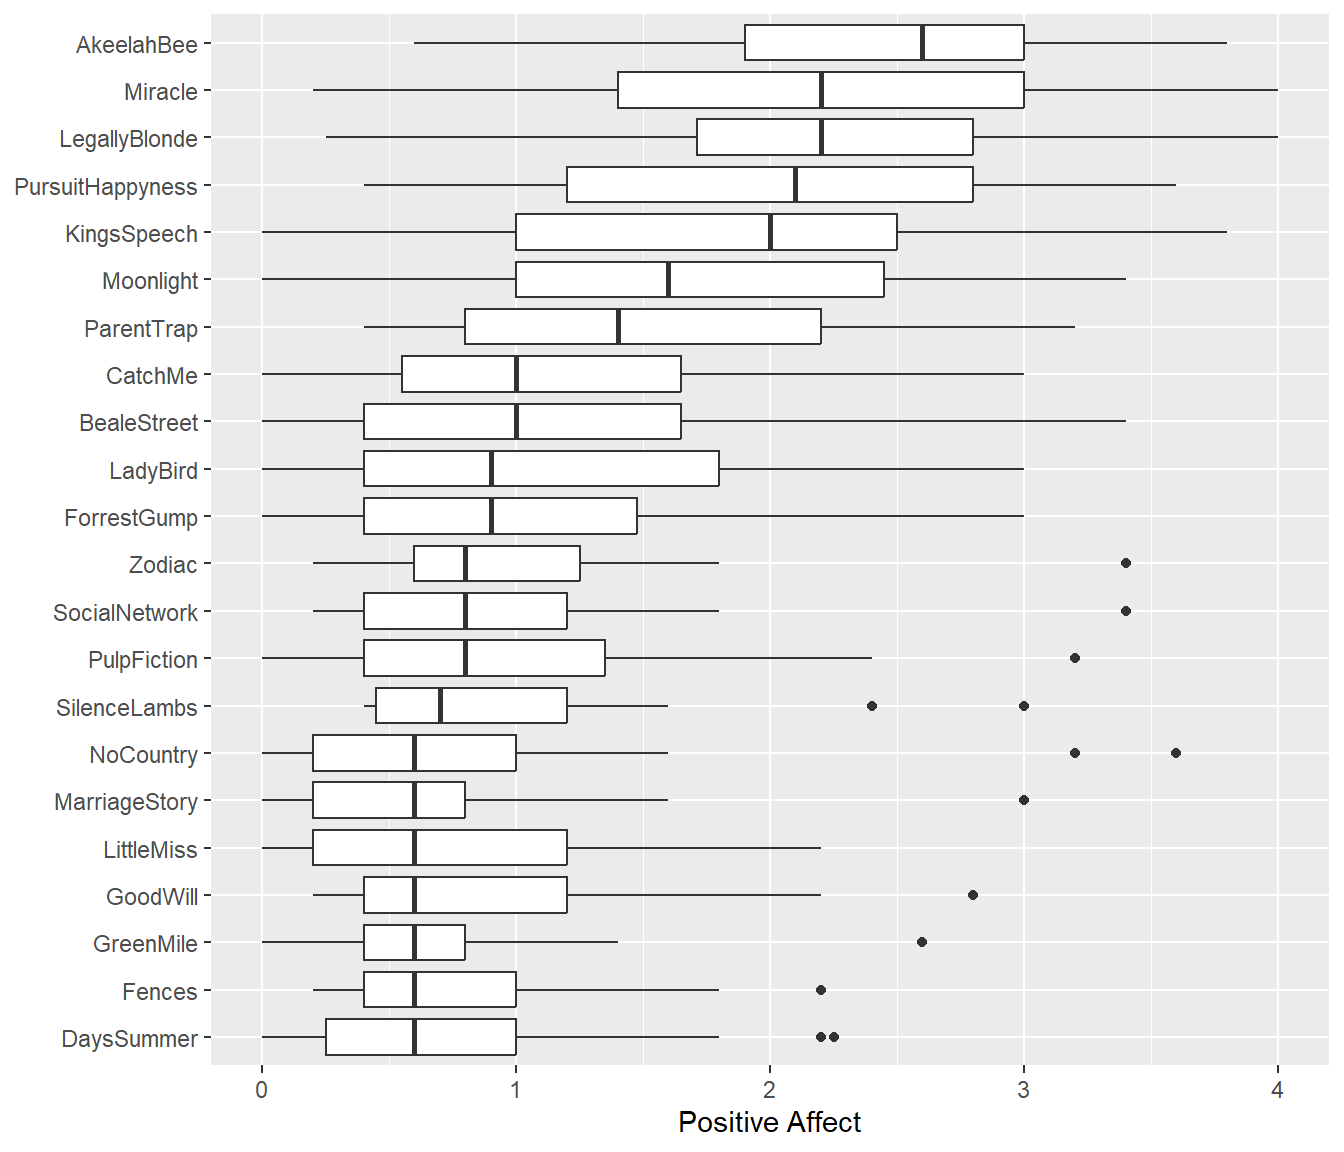 AkeelahBee
Miracle
LegallyBlonde
PursuitHappyness
KingsSpeech
Moonlight
ParentTrap
CatchMe
BealeStreet
LadyBird
ForrestGump
Zodiac
SocialNetwork
PulpFiction
SilenceLambs
NoCountry
MarriageStory
LittleMiss
GoodWill
GreenMile
Fences
DaysSummer
0 1 2 3 4
Positive Affect